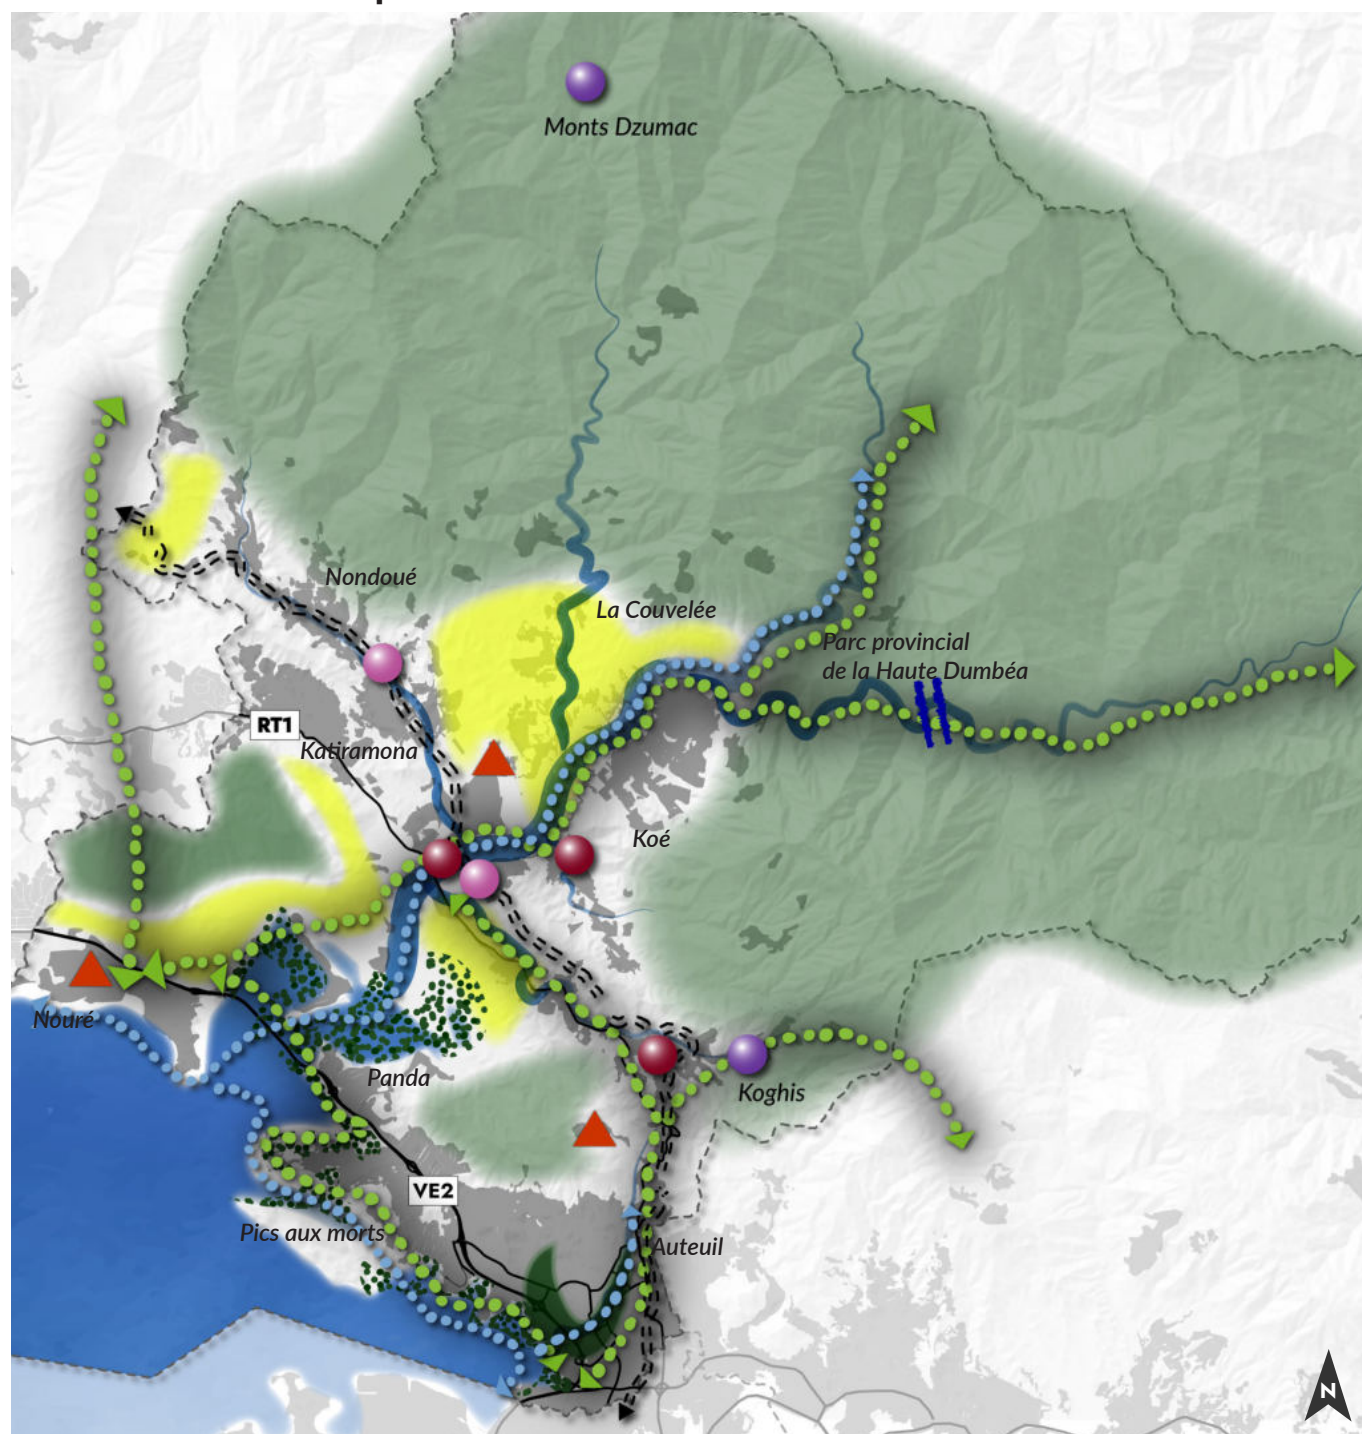 Monts Dzumac
Nondoué
La Couvelée
Parc provincial
de la Haute Dumbéa
RT1
Katiramona
Koé
Nouré
Panda
Koghis
VE2
Pics aux morts
Auteuil
N